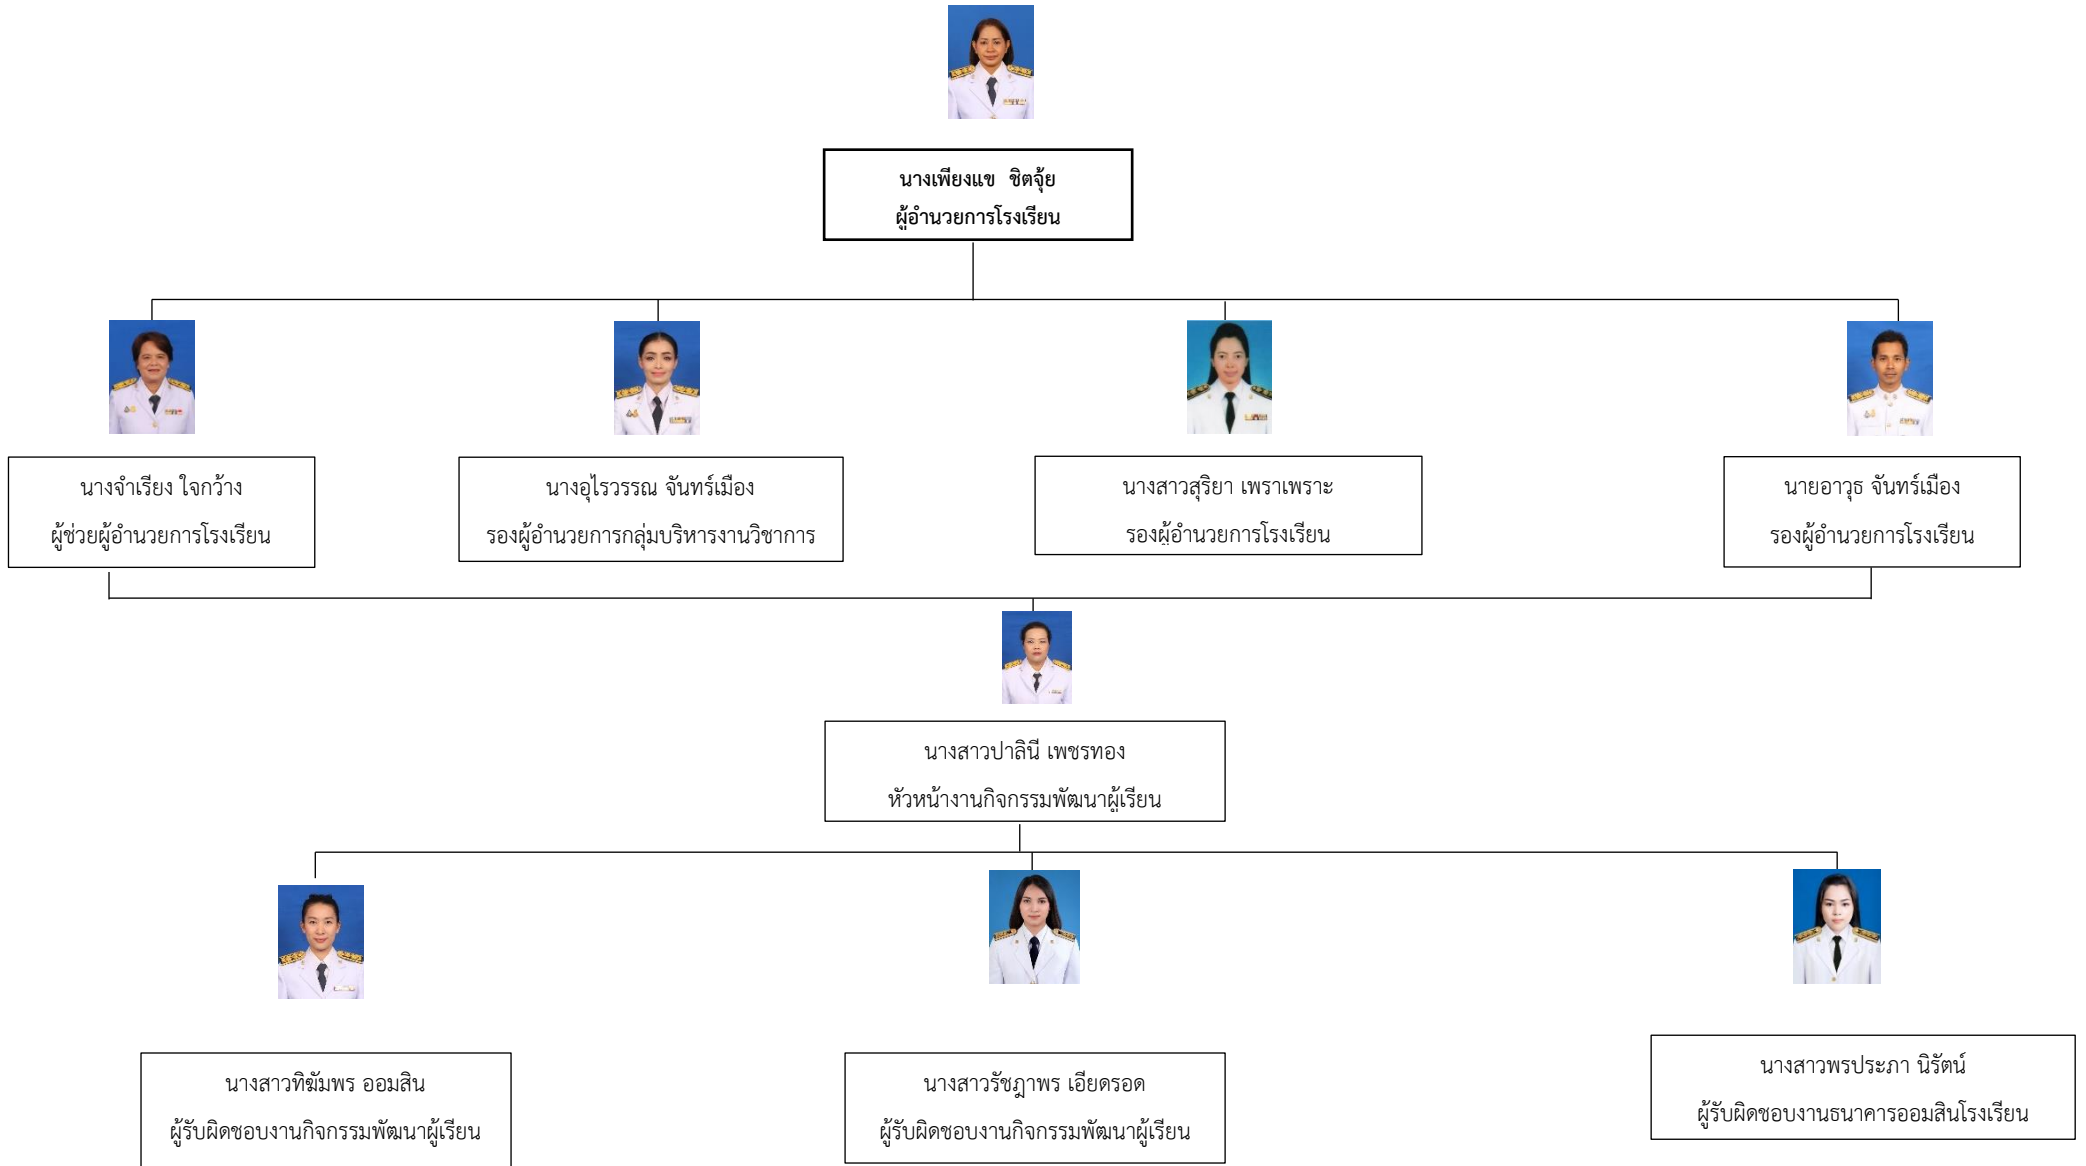 นางเพียงแข ชิตจุ้ย
ผู้อำนวยการโรงเรียน
นางจำเรียง ใจกว้าง
ผู้ช่วยผู้อำนวยการโรงเรียน
นางอุไรวรรณ จันทร์เมือง
รองผู้อำนวยการกลุ่มบริหารงานวิชาการ
นางสาวสุริยา เพราเพราะ
รองผู้อำนวยการโรงเรียน
นายอาวุธ จันทร์เมือง
รองผู้อำนวยการโรงเรียน
นางสาวปาลินี เพชรทอง
หัวหน้างานกิจกรรมพัฒนาผู้เรียน
นางสาวทิฆัมพร ออมสิน
ผู้รับผิดชอบงานกิจกรรมพัฒนาผู้เรียน
นางสาวรัชฎาพร เอียดรอด
ผู้รับผิดชอบงานกิจกรรมพัฒนาผู้เรียน
นางสาวพรประภา นิรัตน์
ผู้รับผิดชอบงานธนาคารออมสินโรงเรียน